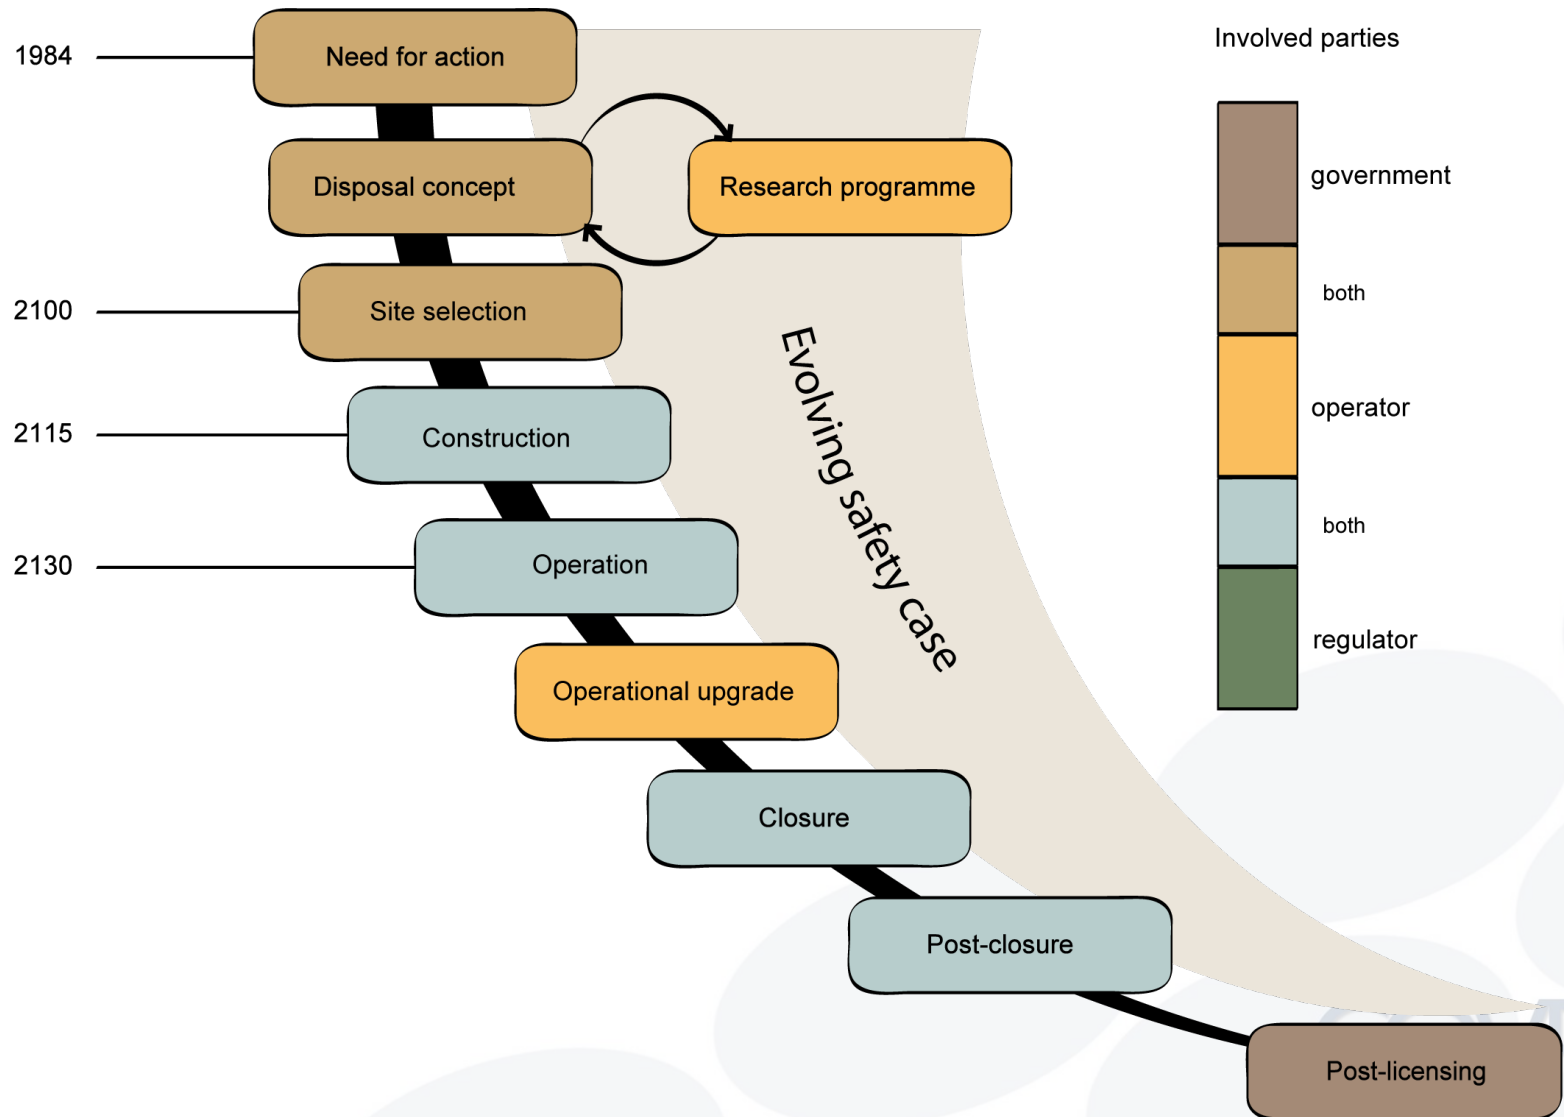 Involved parties
1984
Need for action
Disposal concept
Research programme
government
both
2100
Site selection
Evolving safety case
operator
2115
Construction
both
2130
Operation
regulator
Operational upgrade
Closure
Post-closure
Post-licensing